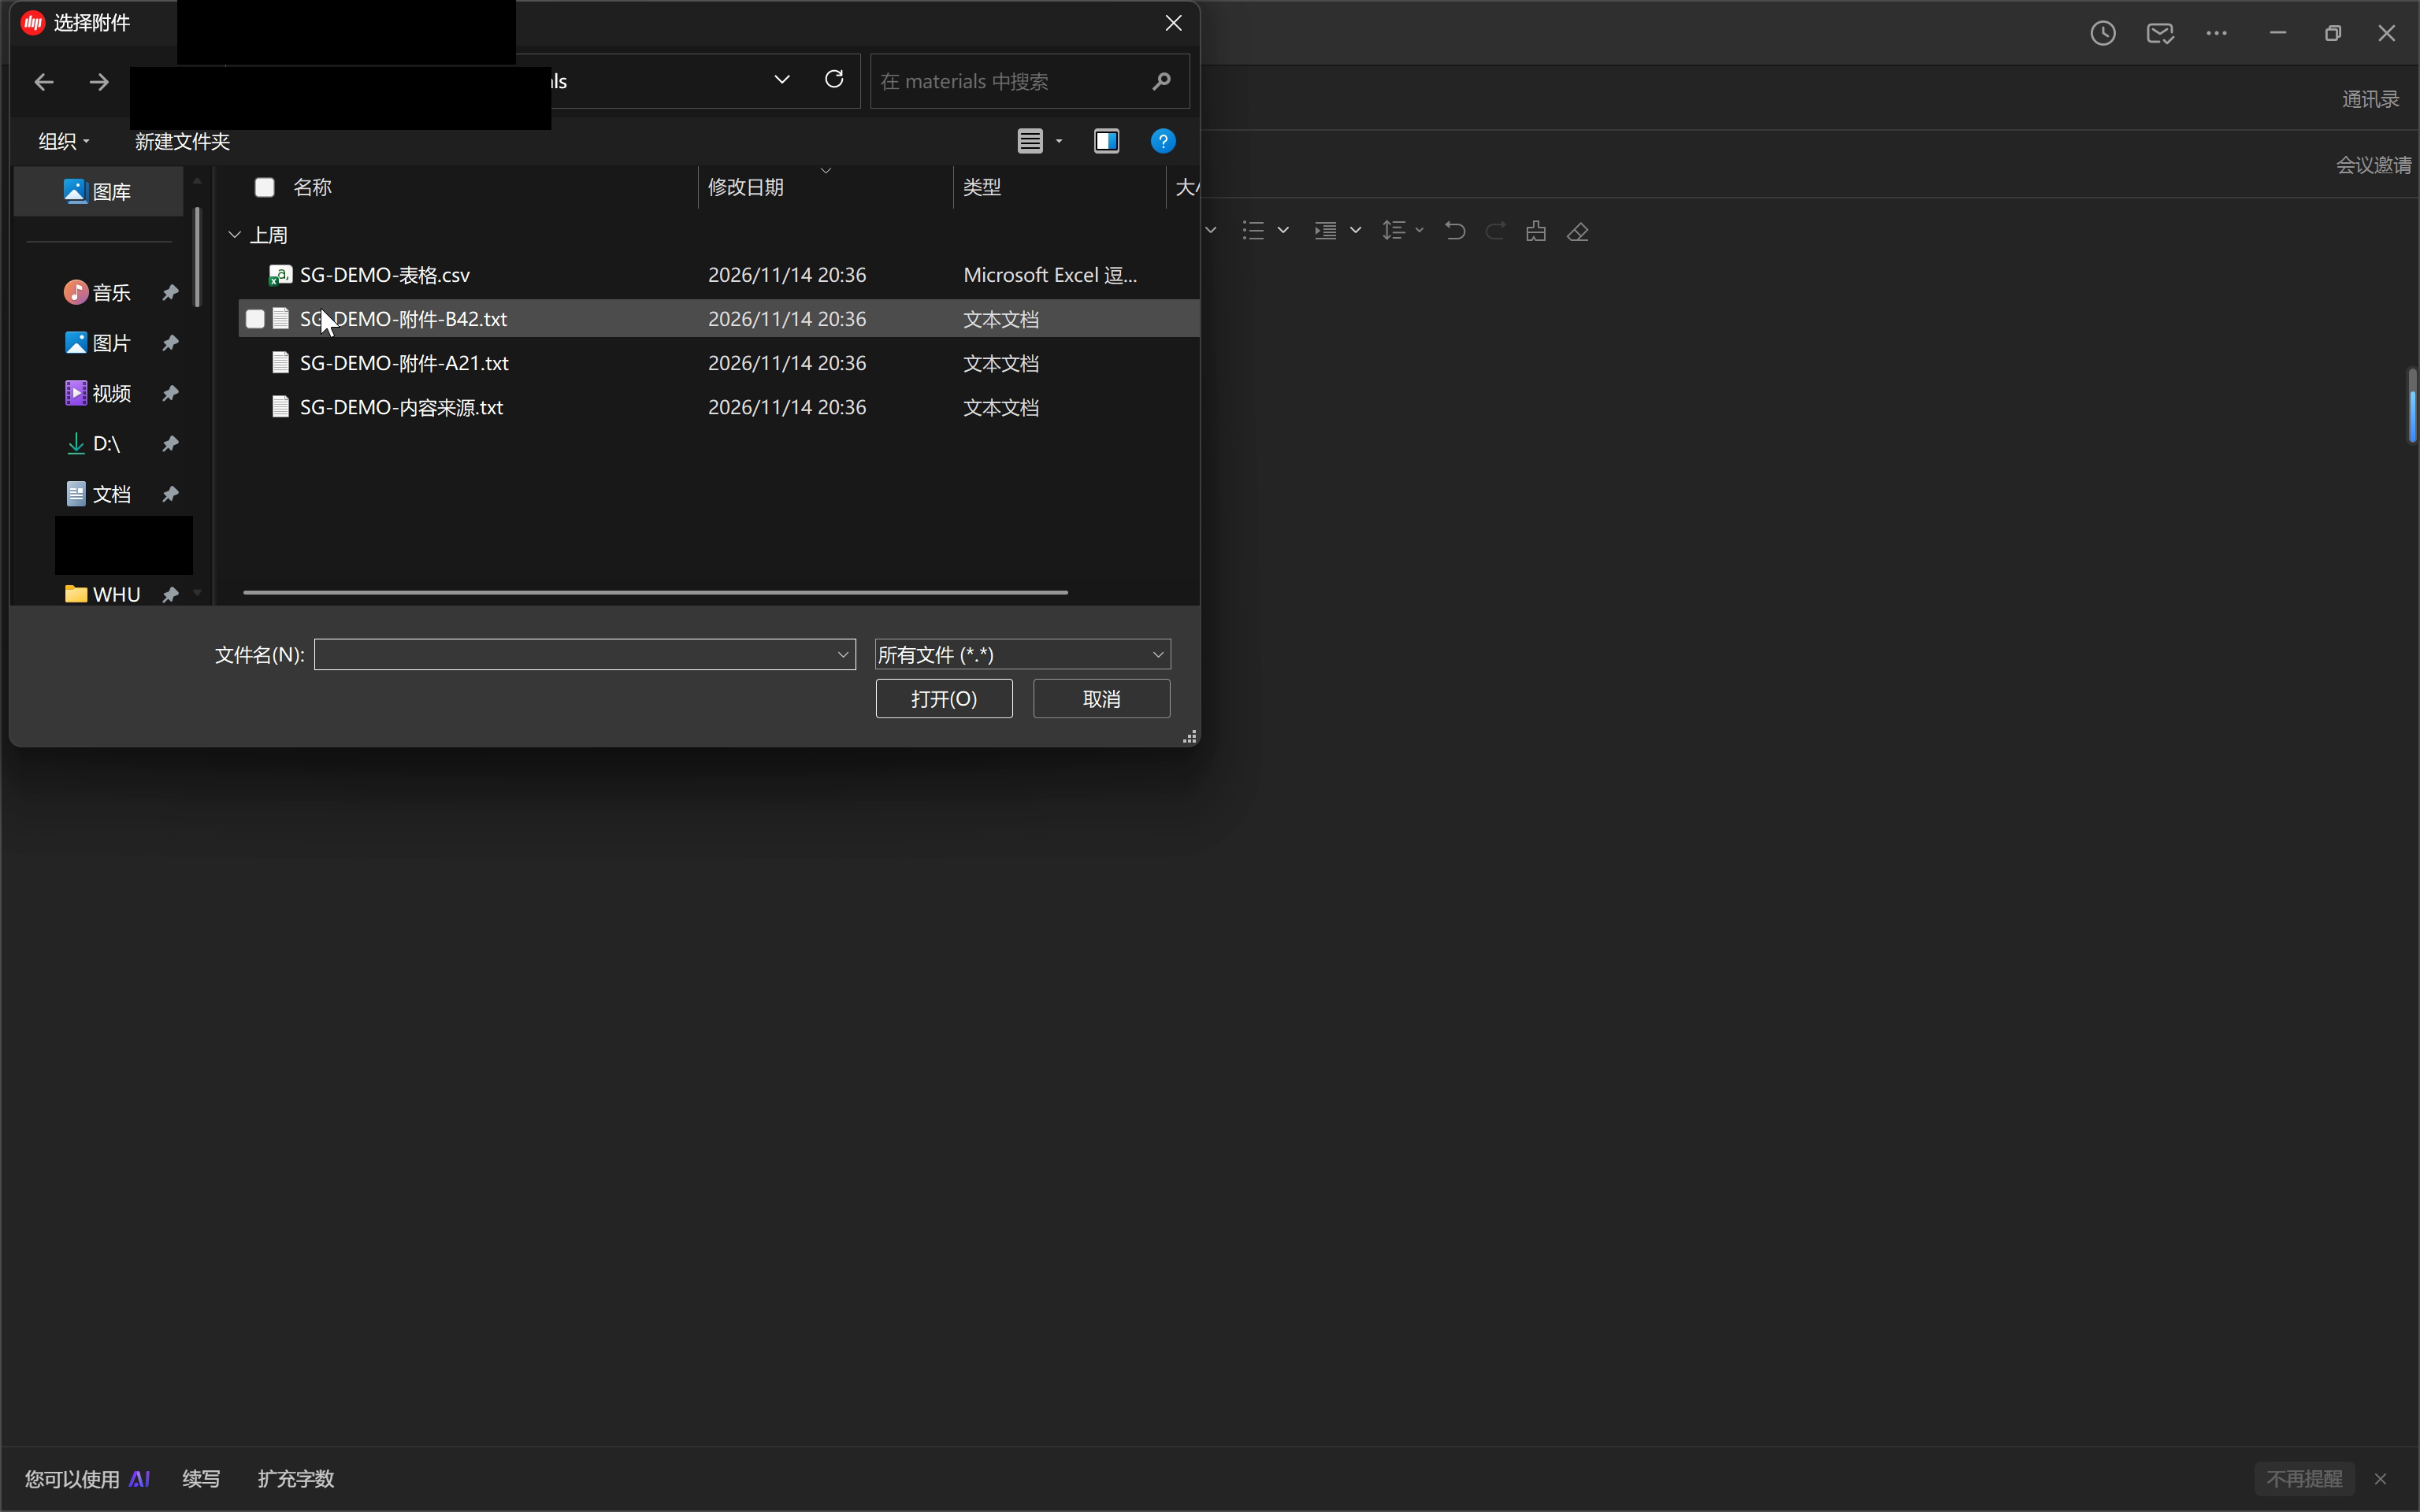 选择附件
ls
在 materials 中搜索
通讯录
组织
新建文件夹
会议邀请
图库
名称
修改日期
类型
上周
SG-DEMO-表格.csv
2026/11/14 20:36
Microsoft Excel 逗...
音乐
SG-DEMO-附件-B42.txt
2026/11/14 20:36
文本文档
图片
SG-DEMO-附件-A21.txt
2026/11/14 20:36
文本文档
视频
SG-DEMO-内容来源.txt
2026/11/14 20:36
文本文档
D:\
文档
WHU
文件名(N):
所有文件 (*.*)
打开(O)
取消
您可以使用 AI
续写
扩充字数
不再提醒